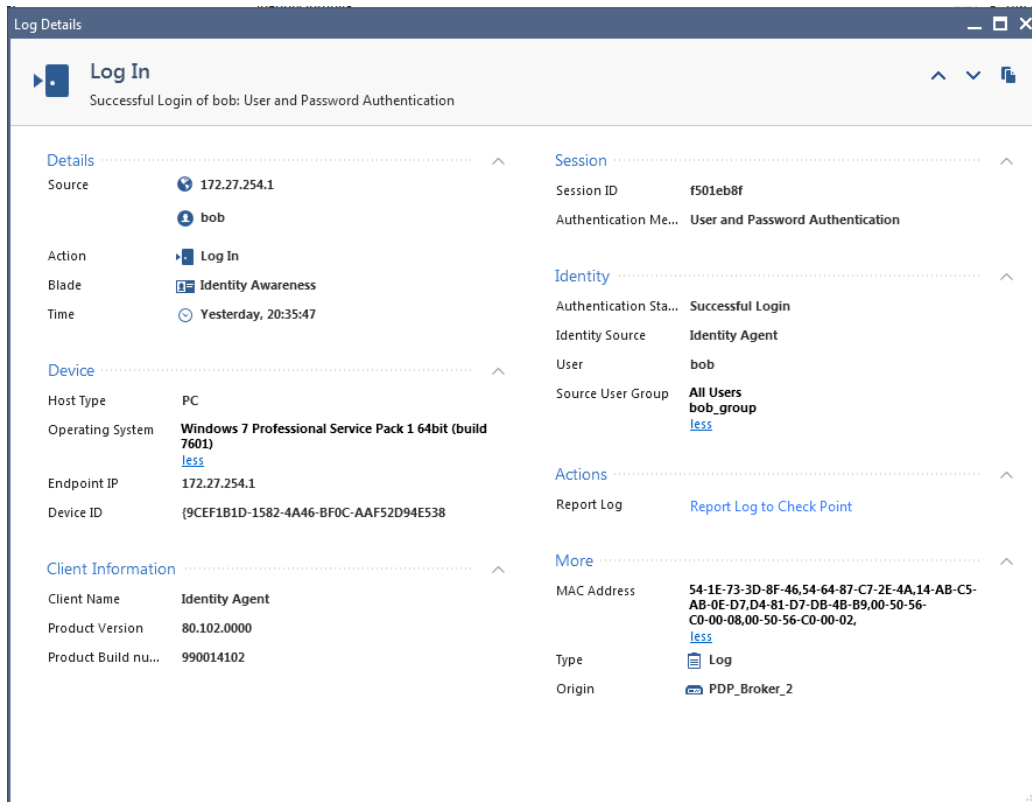 Log Details
Log In
Successful Login of bob: User and Password Authentication
Details
Source 172.27.254.1
bob
Action Log In
Blade Identity Awareness
Time Yesterday, 20:35:47
Device
Host Type PC
Operating System Windows 7 Professional Service Pack 1 64bit (build
7601)
less
Endpoint IP 172.27.254.1
Device ID {9CEF1B1D-1582-4A46-BF0C-AAF52D94E538
Client Information
Client Name Identity Agent
Product Version 80.102.0000
Product Build nu... 990014102
Session
Session ID f501eb8f
Authentication Me... User and Password Authentication
Identity
Authentication Sta... Successful Login
Identity Source Identity Agent
User bob
Source User Group All Users
bob_group
less
Actions
Report Log Report Log to Check Point
More
MAC Address 54-1E-73-3D-8F-46,54-64-87-C7-2E-4A,14-AB-C5-
AB-0E-D7,D4-81-D7-DB-4B-B9,00-50-56-
C0-00-08,00-50-56-C0-00-02,
less
Type Log
Origin PDP_Broker_2